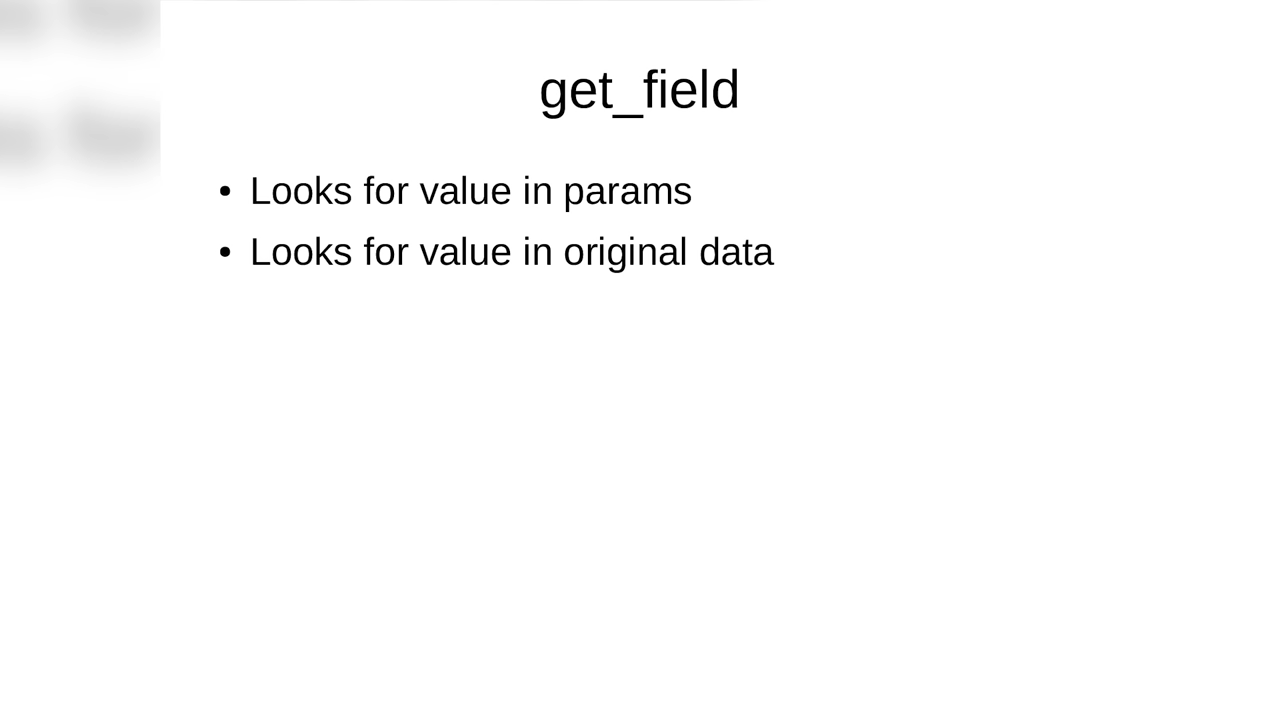 get_field
• Looks for value in params
• Looks for value in original data